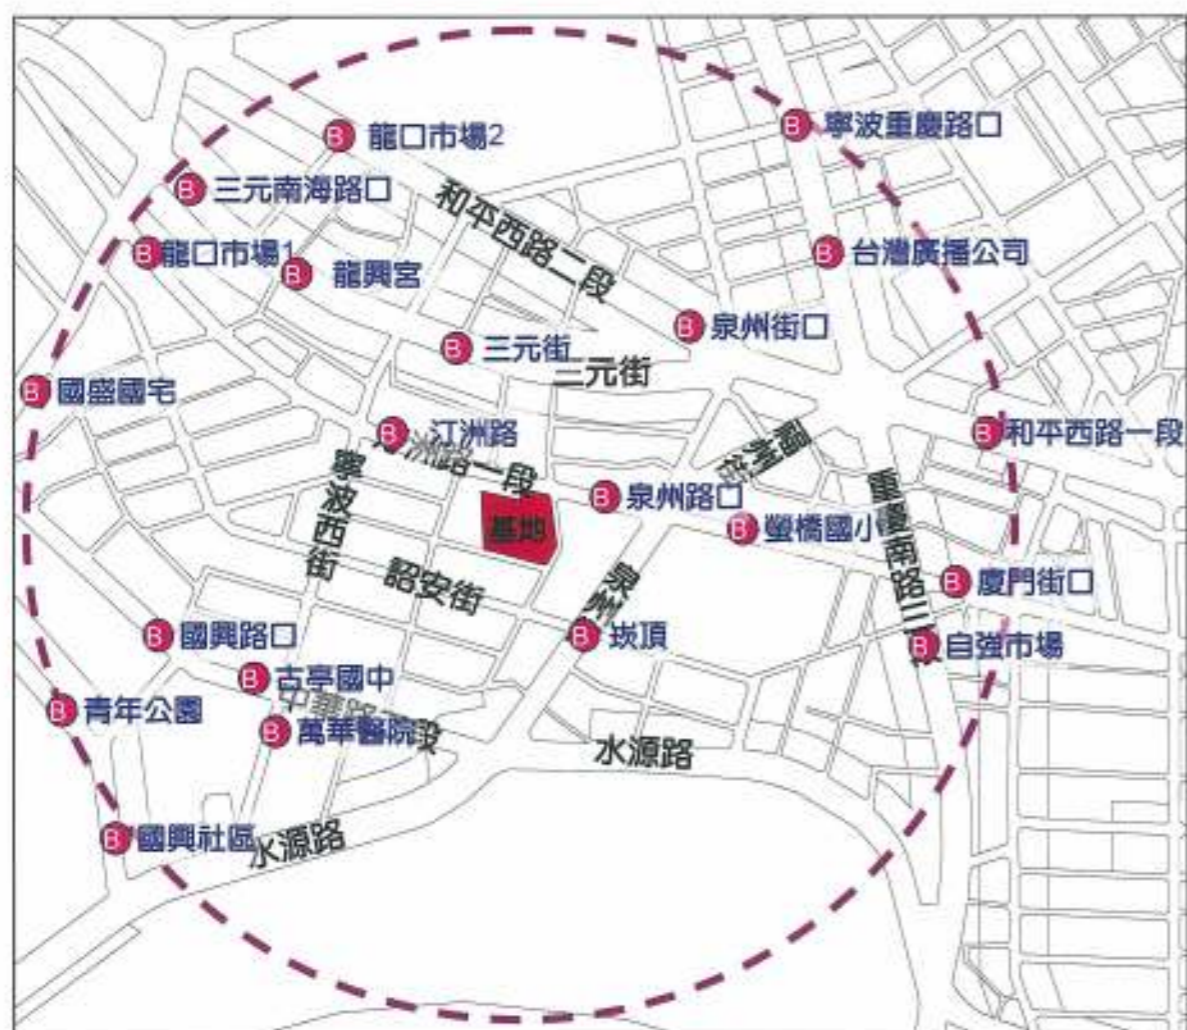 B 寧波重慶路口
B 龍口市場2
B 三元南海路口
和平西路二段
B 龍口市場1
B 龍興宮
B 台灣廣播公司
B 泉州街口
B 三元街
三元街
B 國盛國宅
B 汀洲路
汀洲路一段
B 和平西路一段
福州街
寧波西街
B 泉州路口
基地
B 螢橋國小
重慶南路三
詔安街
泉州
B 廈門街口
B 國興路口
B 崁頂
B 自強市場
B 古亭國中
B 青年公園
中華路二段
B 萬華醫院
水源路
B 國興社區
水源路